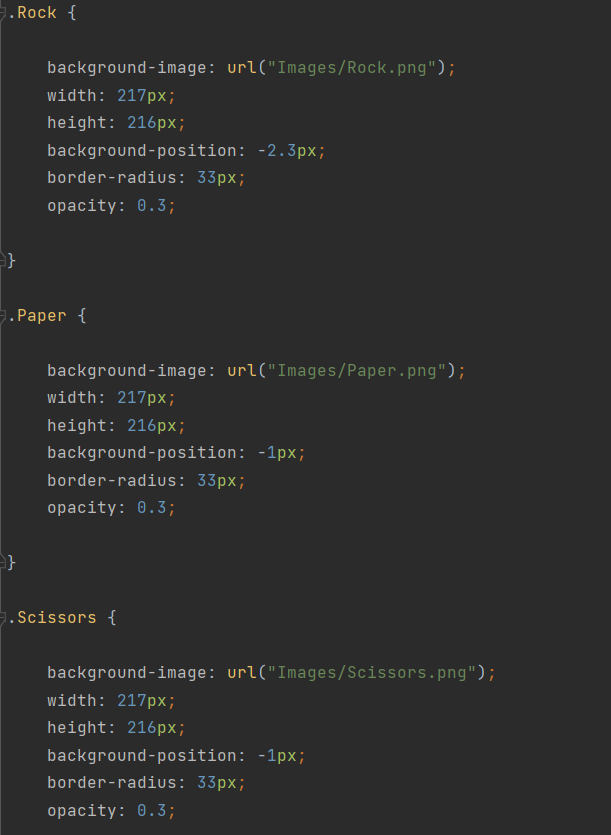 .Rock {
background-image: url("Images/Rock.png");
width: 217px;
height: 216px;
background-position: -2.3px;
border-radius: 33px;
opacity: 0.3;
}
.Paper {
background-image: url("Images/Paper.png");
width: 217px;
height: 216px;
background-position: -1px;
border-radius: 33px;
opacity: 0.3;
}
.Scissors {
background-image: url("Images/Scissors.png");
width: 217px;
height: 216px;
background-position: -1px;
border-radius: 33px;
opacity: 0.3;